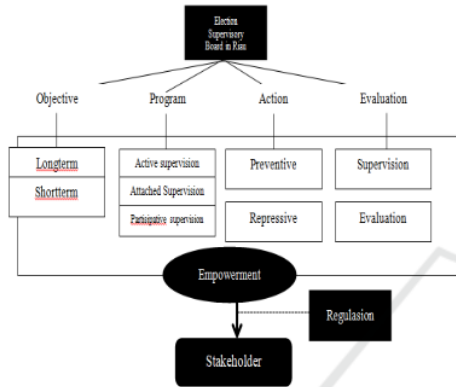 Election
Supervisory
Board in Riau
Objective
Program
Action
Evaluation
Longterm
Shortterm
Active supervision
Attached Supervision
Partisipative supervision
Preventive
Repressive
Supervision
Evaluation
Empowerment
Regulasion
Stakeholder